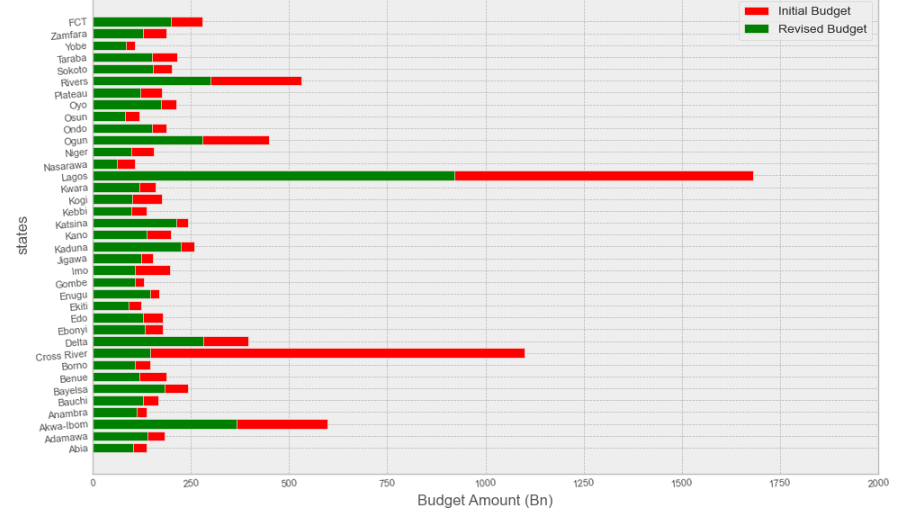 Initial Budget
Revised Budget
states
FCT
Zamfara
Yobe
Taraba
Sokoto
Rivers
Plateau
Oyo
Osun
Ondo
Ogun
Niger
Nasarawa
Lagos
Kwara
Kogi
Kebbi
Katsina
Kano
Kaduna
Jigawa
Imo
Gombe
Enugu
Ekiti
Edo
Ebonyi
Delta
Cross River
Borno
Benue
Bayelsa
Bauchi
Anambra
Akwa-Ibom
Adamawa
Abia
0 250 500 750 1000 1250 1500 1750 2000
Budget Amount (Bn)